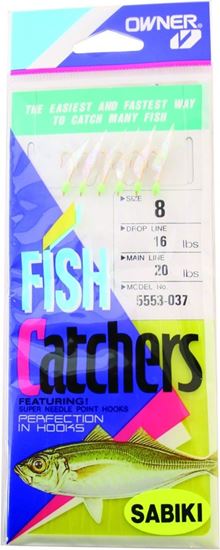 OWNER
THE EASIEST AND FASTEST WAY
TO CATCH MANY FISH
SIZE
8
DROP LINE
16 lbs
MAIN LINE
20 lbs
MODEL No.
5553-037
FISH
Catchers
FEATURING!
SUPER NEEDLE POINT HOOKS
PERFECTION
IN HOOKS
SABIKI